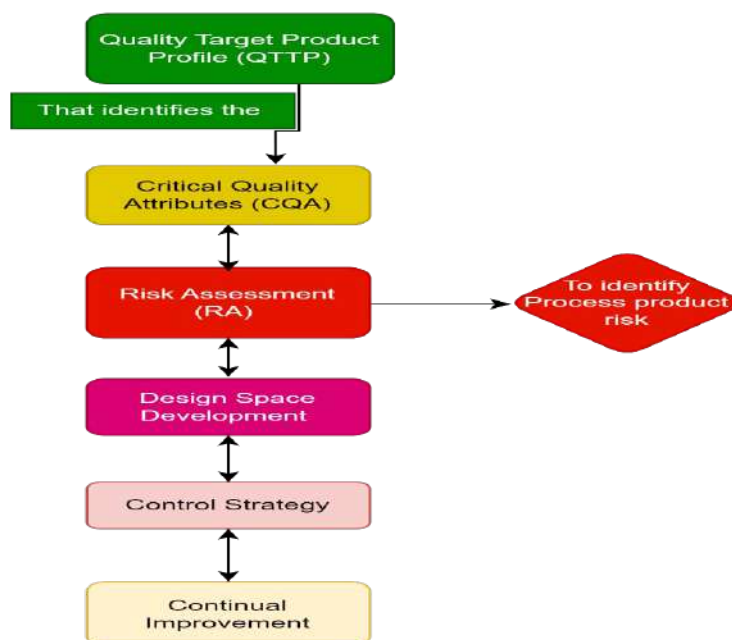 Quality Target Product
Profile (QTTP)
That identifies the
Critical Quality
Attributes (CQA)
Risk Assessment
(RA)
To identify
Process product
risk
Design Space
Development
Control Strategy
Continual
Improvement